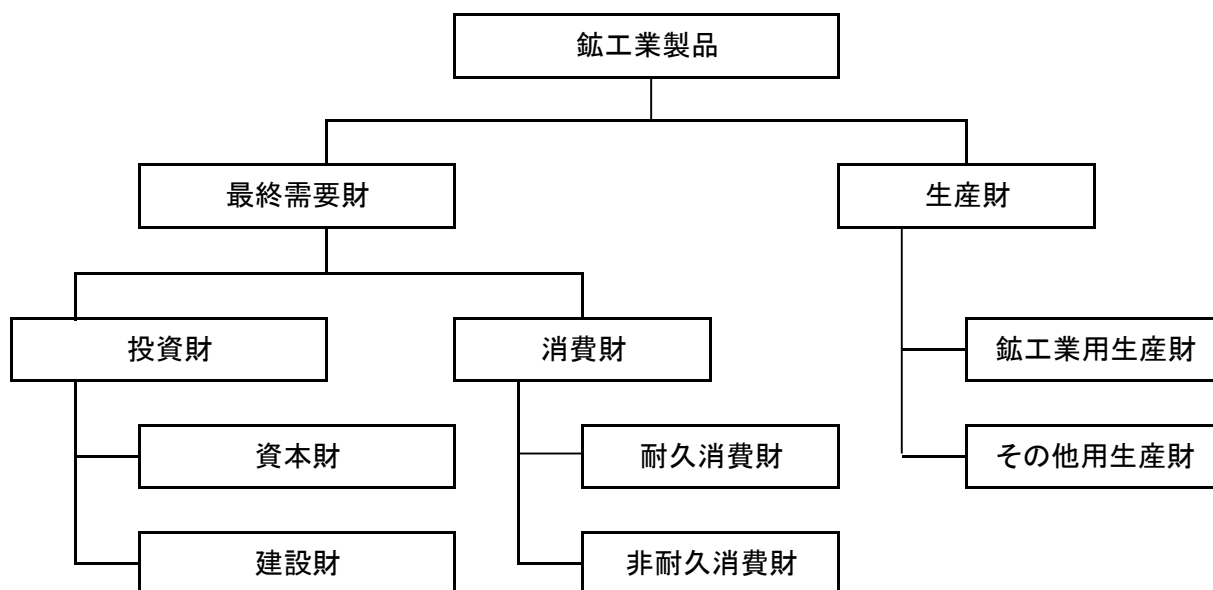 鉱工業製品
最終需要財
生産財
投資財
消費財
鉱工業用生産財
資本財
耐久消費財
その他用生産財
建設財
非耐久消費財